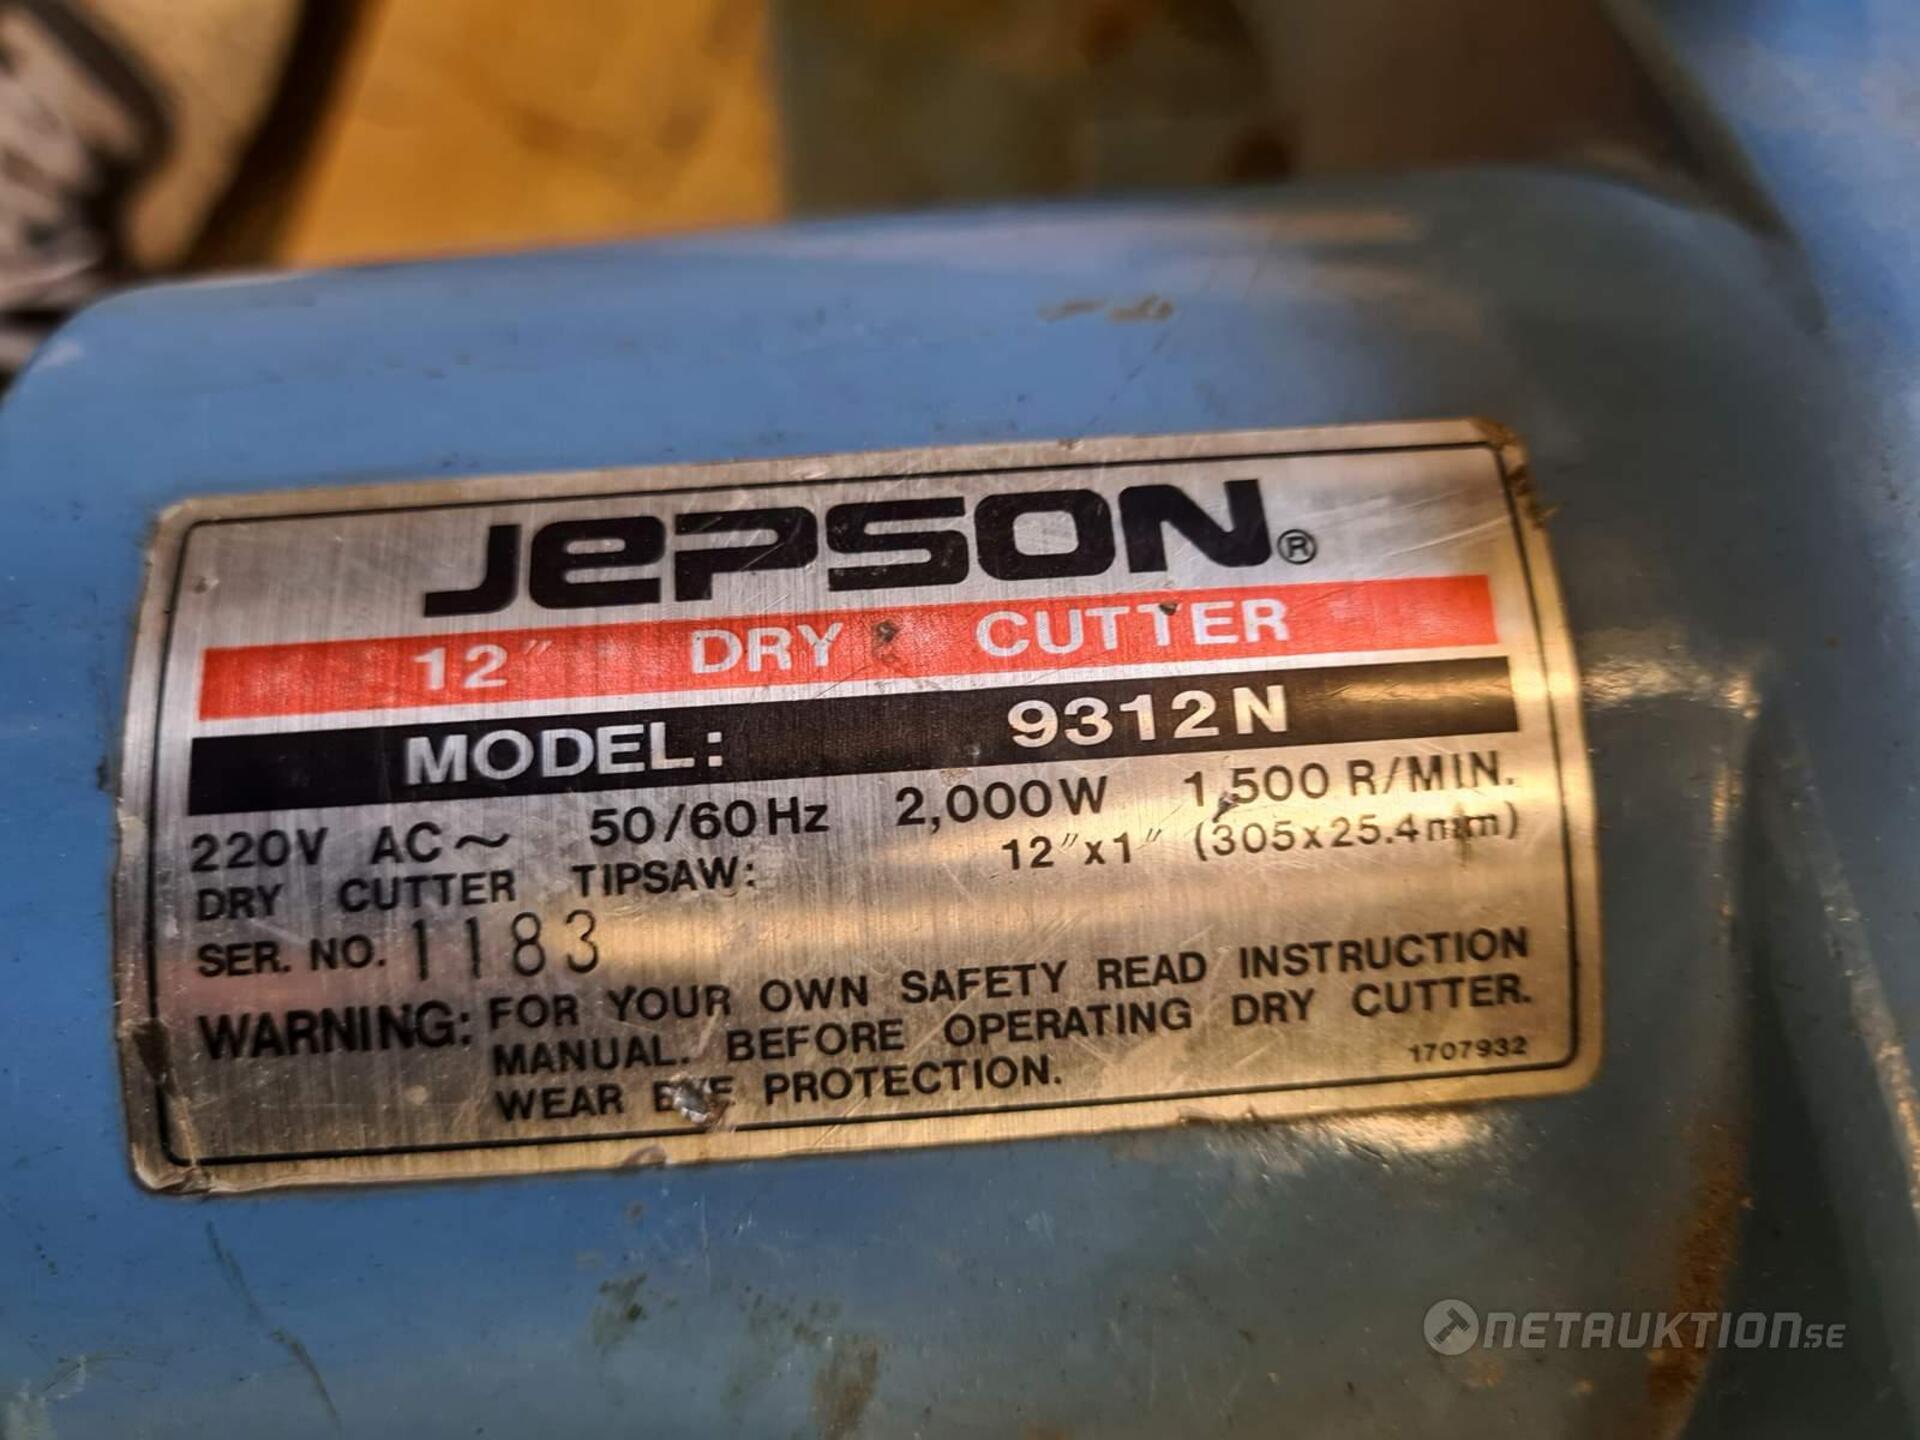 JEPSON®
12" DRY CUTTER
MODEL: 9312N
220V AC~ 50/60Hz 2,000W 1,500 R/MIN.
DRY CUTTER TIPSAW: 12"x1" (305x25.4mm)
SER. NO. 1183
WARNING: FOR YOUR OWN SAFETY READ INSTRUCTION
MANUAL. BEFORE OPERATING DRY CUTTER.
WEAR EYE PROTECTION.
1707932
NETAUKTION.SE